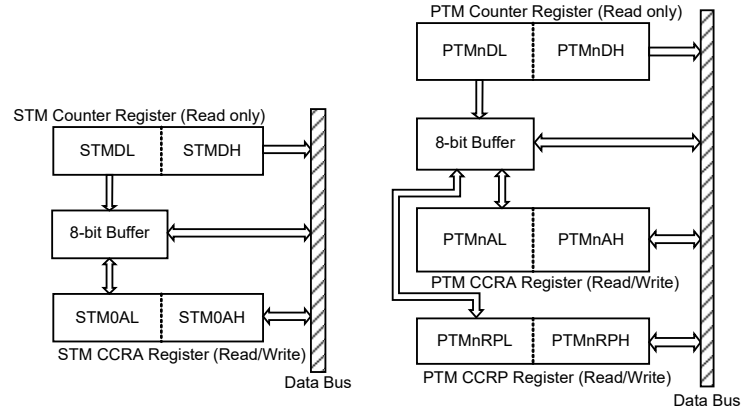 STM Counter Register (Read only)
STMDL STMDH
8-bit Buffer
STM0AL STM0AH
STM CCRA Register (Read/Write)
Data Bus
PTM Counter Register (Read only)
PTMnDL PTMnDH
8-bit Buffer
PTMnAL PTMnAH
PTM CCRA Register (Read/Write)
PTMnRPL PTMnRPH
PTM CCRP Register (Read/Write)
Data Bus